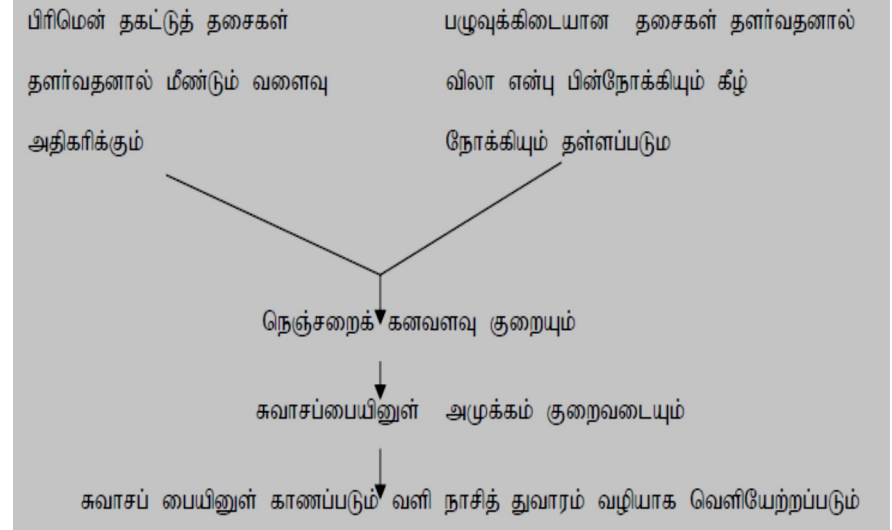 பிரிமென் தகட்டுத் தசைகள்
தளர்வதனால் மீண்டும் வளைவு
அதிகரிக்கும்
பழுவுக்கிடையான தசைகள் தளர்வதனால்
விலா என்பு பின்நோக்கியும் கீழ்
நோக்கியும் தள்ளப்படும
நெஞ்சறைக் கனவளவு குறையும்
சுவாசப்பையினுள் அமுக்கம் குறைவடையும்
சுவாசப் பையினுள் காணப்படும் வளி நாசித் துவாரம் வழியாக வெளியேற்றப்படும்